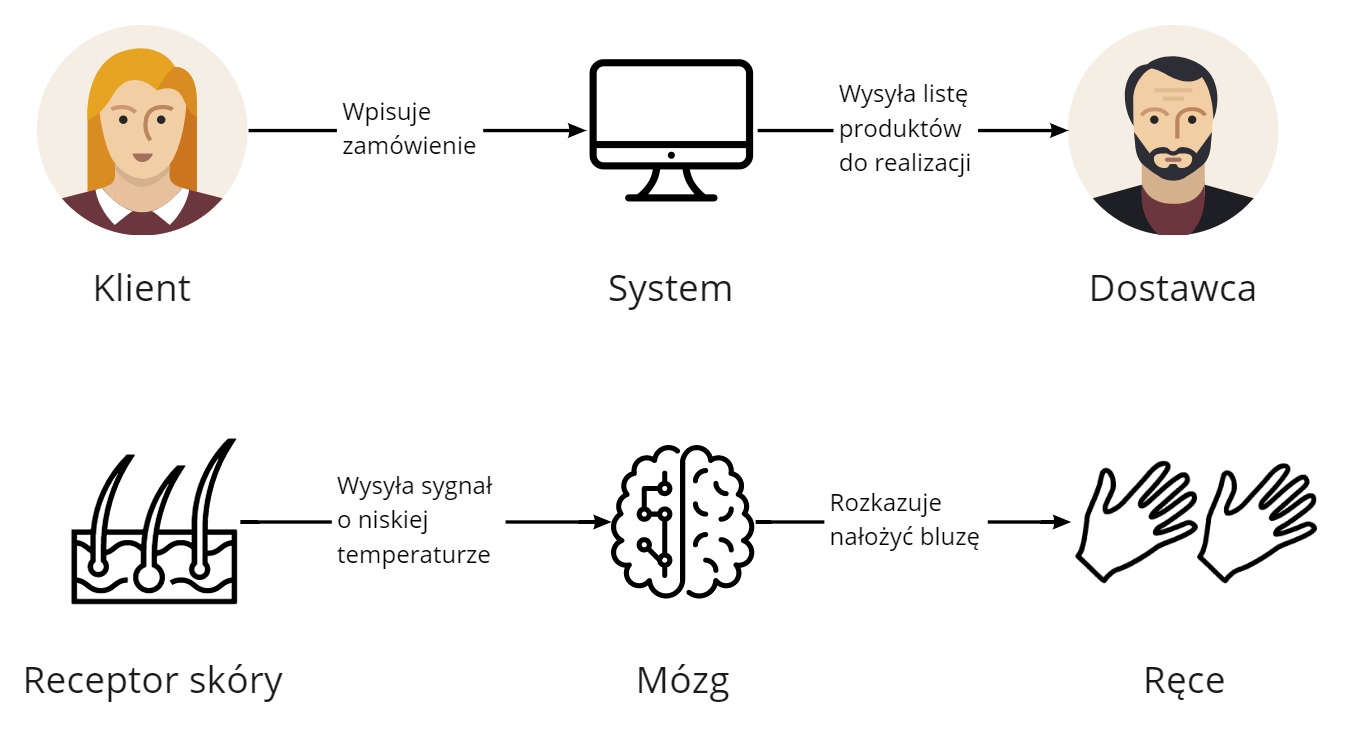 Wpisuje
zamówienie
Wysyła listę
produktów
do realizacji
Klient
System
Dostawca
Wysyła sygnał
o niskiej
temperaturze
Rozkazuje
nałożyć bluzę
Receptor skóry
Mózg
Ręce